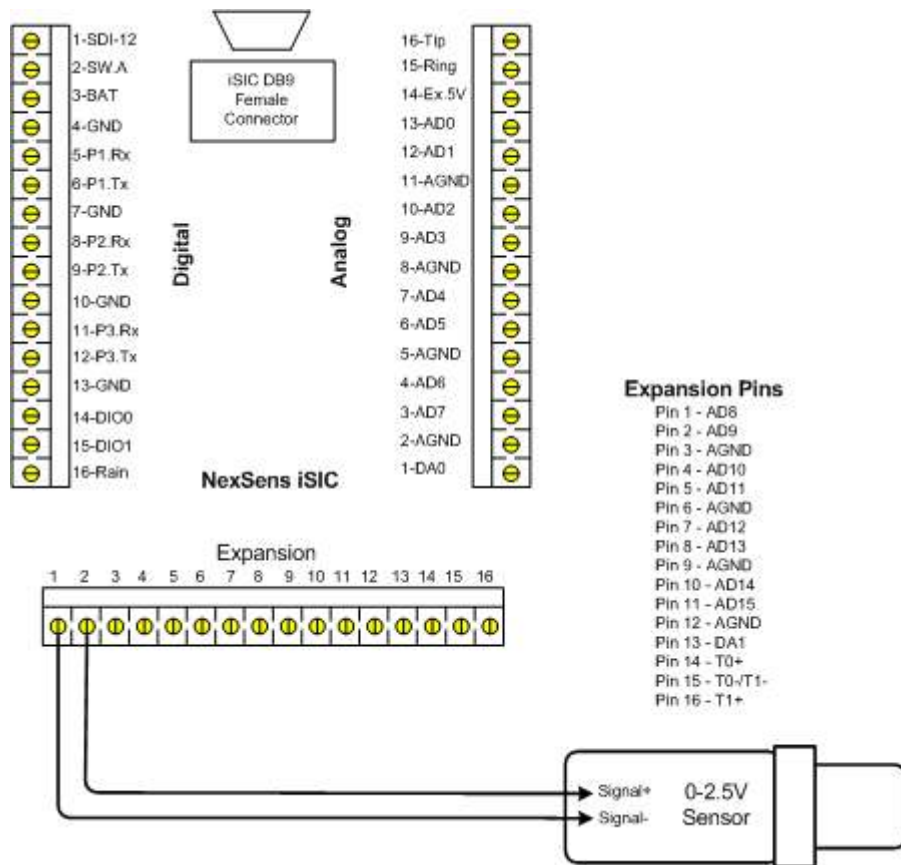 1-SDI-12
2-SW.A
3-BAT
4-GND
5-P1.Rx
6-P1.Tx
7-GND
8-P2.Rx
9-P2.Tx
10-GND
11-P3.Rx
12-P3.Tx
13-GND
14-DIO0
15-DIO1
16-Rain
iSIC DB9
Female
Connector
Digital
Analog
16-Tip
15-Ring
14-Ex.5V
13-AD0
12-AD1
11-AGND
10-AD2
9-AD3
8-AGND
7-AD4
6-AD5
5-AGND
4-AD6
3-AD7
2-AGND
1-DA0
NexSens iSIC
Expansion Pins
Pin 1 - AD8
Pin 2 - AD9
Pin 3 - AGND
Pin 4 - AD10
Pin 5 - AD11
Pin 6 - AGND
Pin 7 - AD12
Pin 8 - AD13
Pin 9 - AGND
Pin 10 - AD14
Pin 11 - AD15
Pin 12 - AGND
Pin 13 - DA1
Pin 14 - T0+
Pin 15 - T0-/T1-
Pin 16 - T1+
Expansion
1 2 3 4 5 6 7 8 9 10 11 12 13 14 15 16
Signal+
Signal-
0-2.5V
Sensor